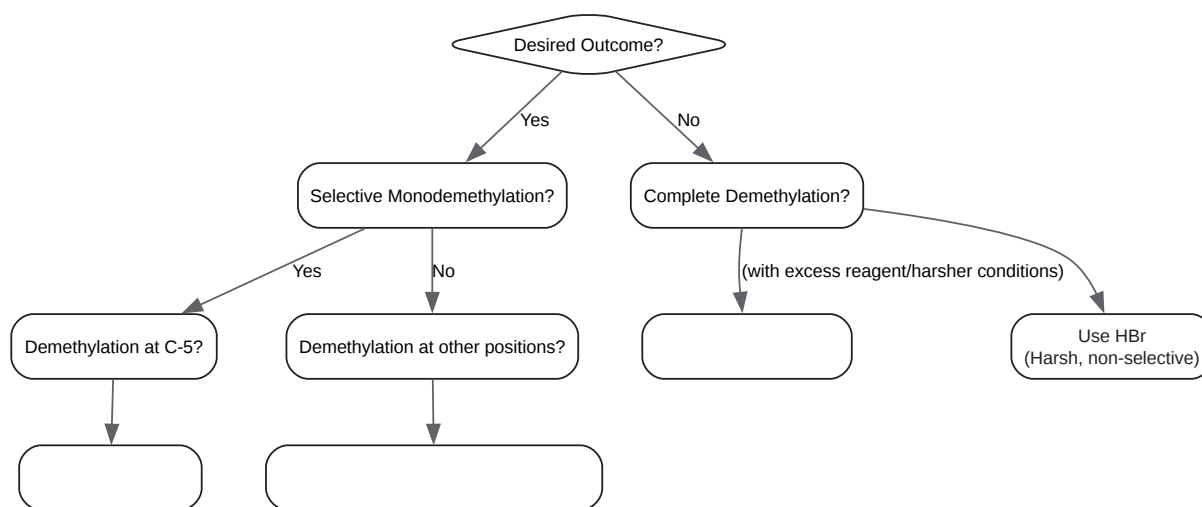 Desired Outcome?
Yes
No
Selective Monodemethylation?
Complete Demethylation?
Yes
No
(with excess reagent/harsher conditions)
Demethylation at C-5?
Demethylation at other positions?
Use HBr
(Harsh, non-selective)